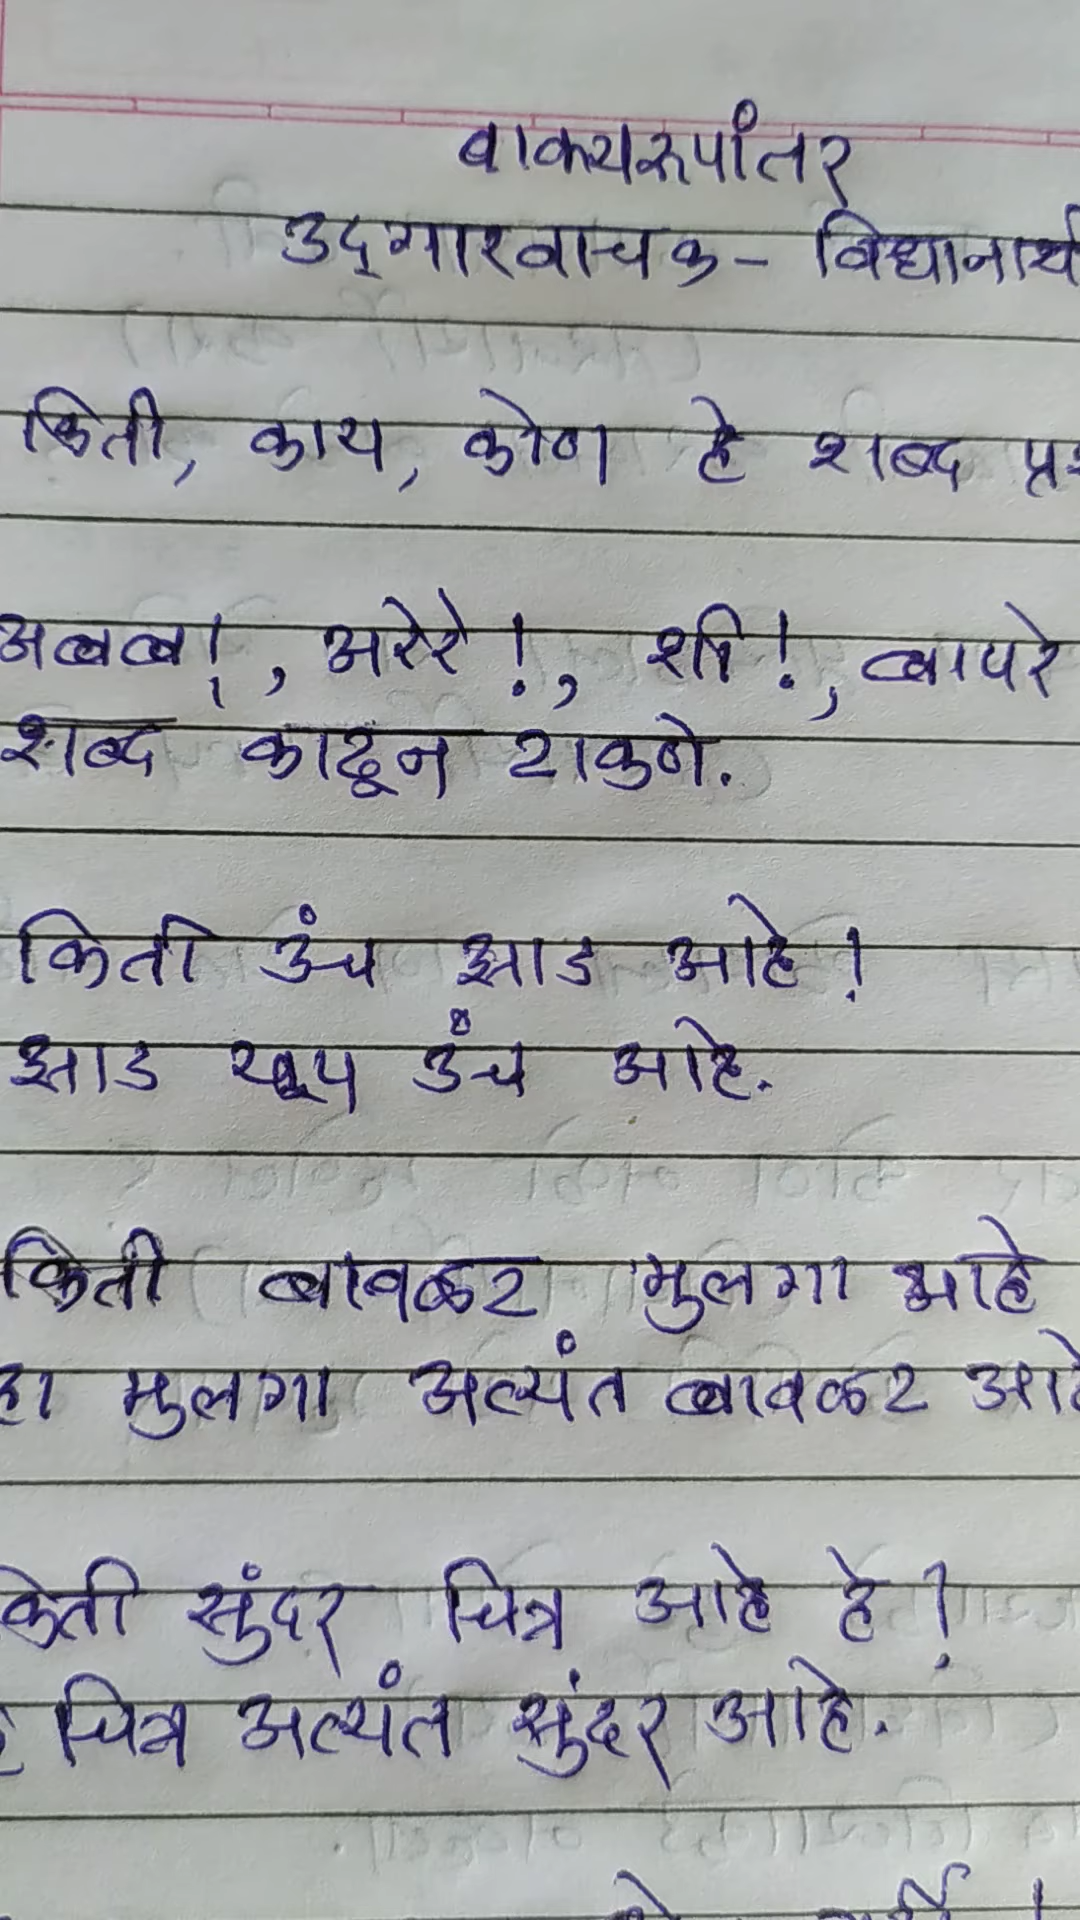 वाक्यरूपांतर
उद्गारवाचक - विधानार्थ
किती, काय, कोण हे शब्द
अबब!, अरेरे!, शी!, बापरे
शब्द काढून टाकणे.
किती उंच झाड आहे!
झाड खूप उंच आहे.
किती बावळट मुलगा आहे
हा मुलगा अत्यंत बावळट
किती सुंदर चित्र आहे हे!
चित्र अत्यंत सुंदर आहे.